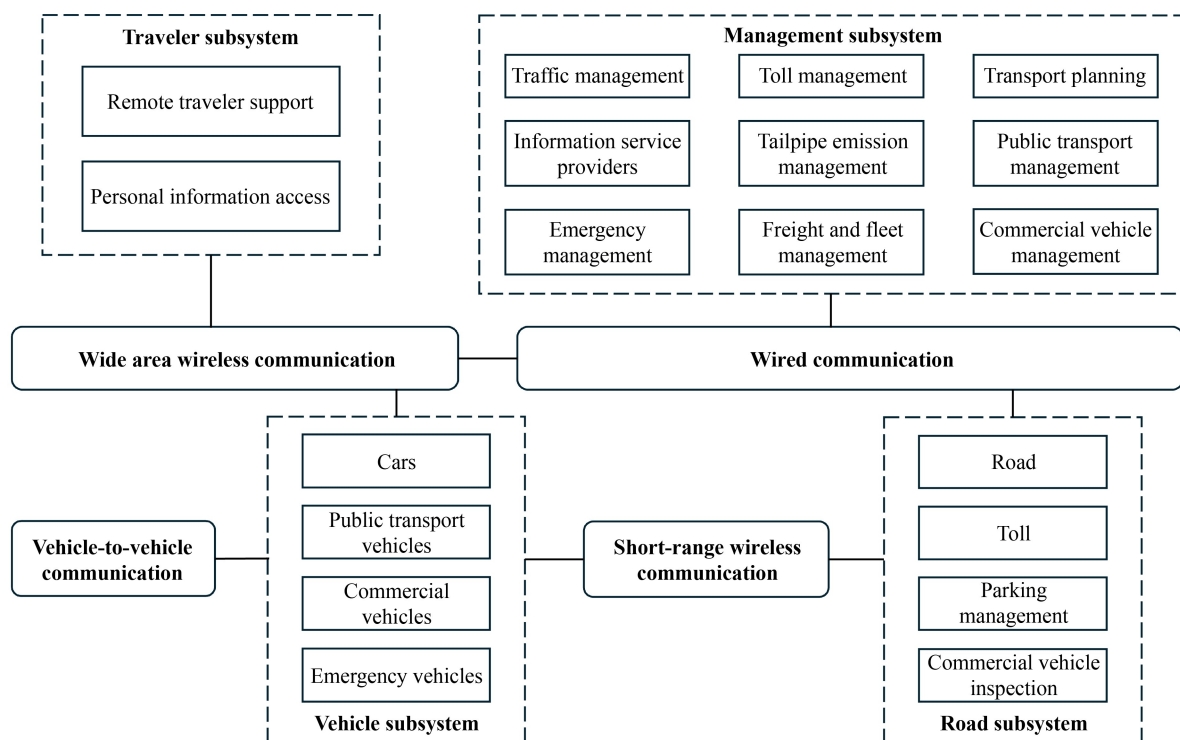 Traveler subsystem
Remote traveler support
Personal information access
Management subsystem
Traffic management
Toll management
Transport planning
Information service
providers
Tailpipe emission
management
Public transport
management
Emergency
management
Freight and fleet
management
Commercial vehicle
management
Wide area wireless communication
Wired communication
Vehicle-to-vehicle
communication
Cars
Public transport
vehicles
Commercial
vehicles
Emergency vehicles
Vehicle subsystem
Short-range wireless
communication
Road
Toll
Parking
management
Commercial vehicle
inspection
Road subsystem